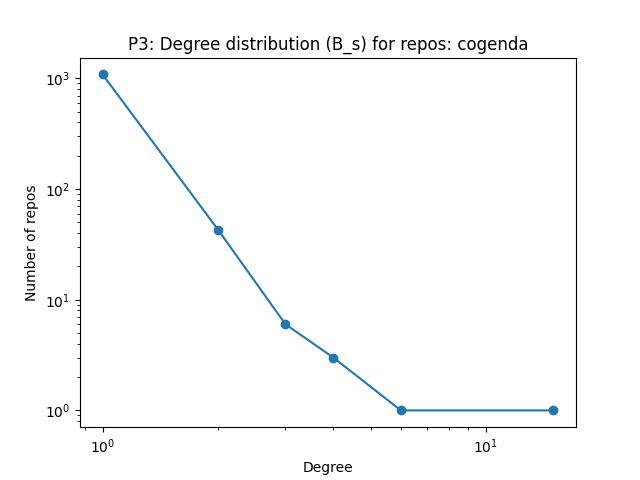 P3: Degree distribution (B_s) for repos: cogenda
10³
10²
10¹
10⁰
Number of repos
10⁰ 10¹
Degree